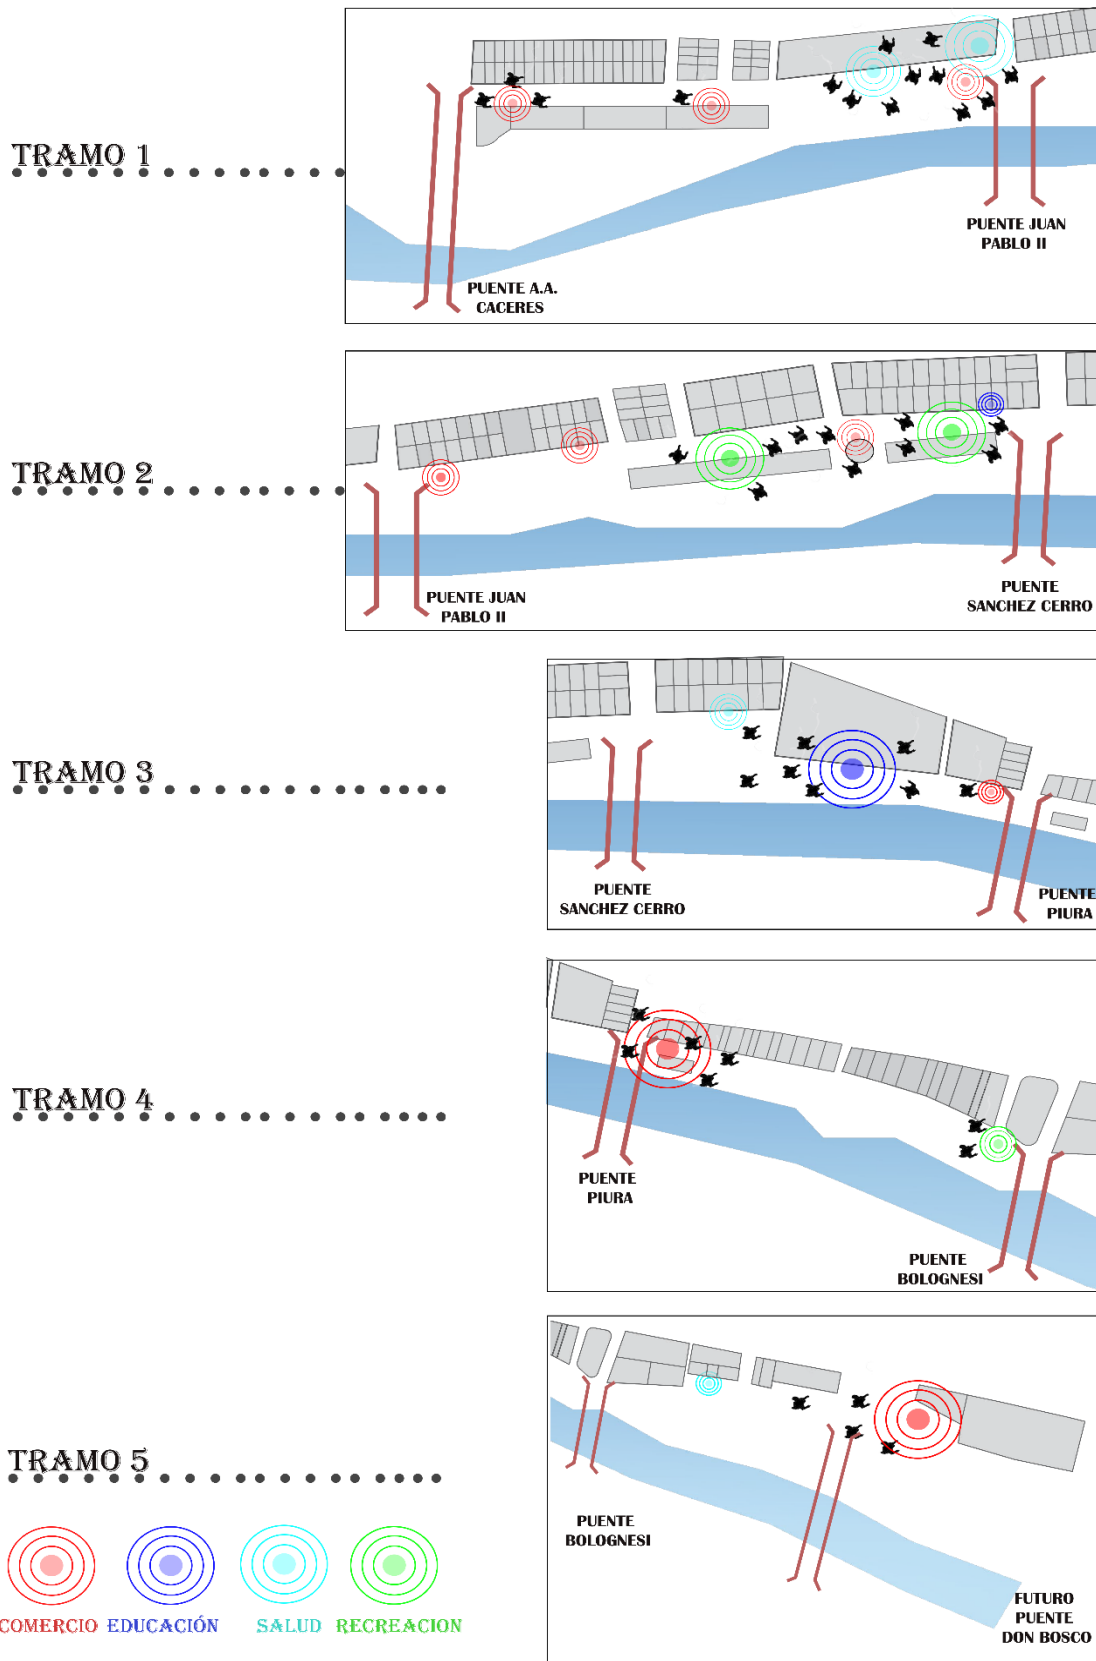 TRAMO 1
PUENTE JUAN
PABLO II
PUENTE A.A.
CACERES
TRAMO 2
PUENTE JUAN
PABLO II
PUENTE
SANCHEZ CERRO
TRAMO 3
PUENTE
SANCHEZ CERRO
PUENTE
PIURA
TRAMO 4
PUENTE
PIURA
PUENTE
BOLOGNESI
TRAMO 5
PUENTE
BOLOGNESI
FUTURO
PUENTE
DON BOSCO
COMERCIO EDUCACIÓN SALUD RECREACION